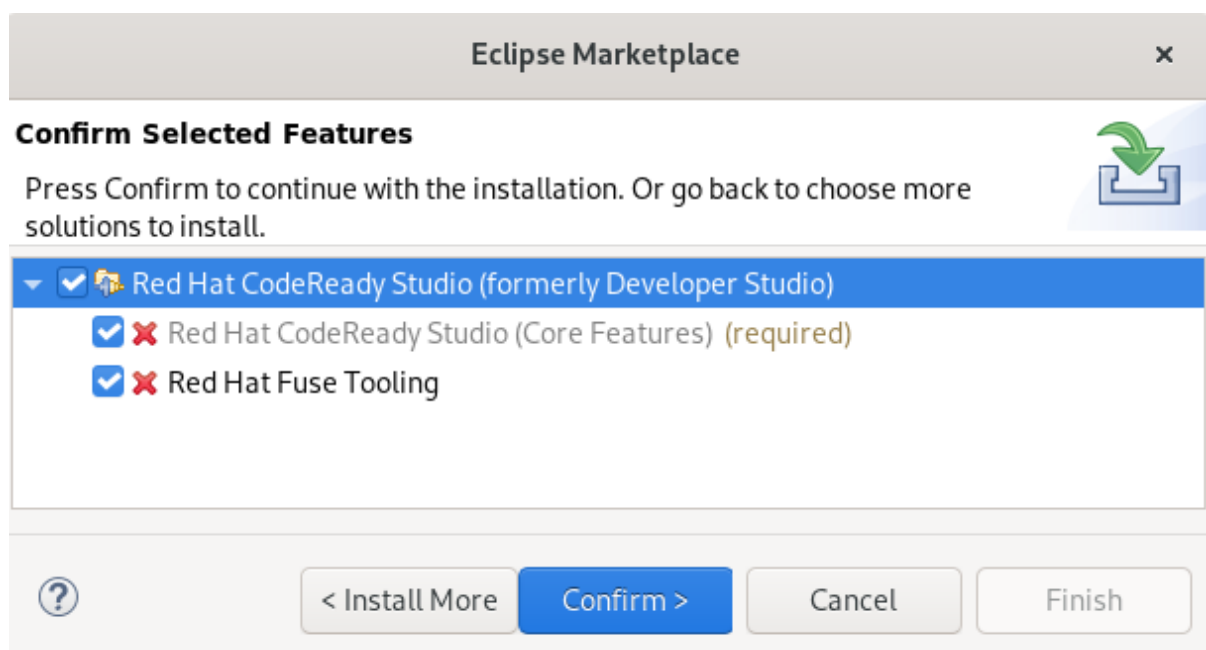 Eclipse Marketplace
Confirm Selected Features
Press Confirm to continue with the installation. Or go back to choose more
solutions to install.
Red Hat CodeReady Studio (formerly Developer Studio)
Red Hat CodeReady Studio (Core Features) (required)
Red Hat Fuse Tooling
< Install More
Confirm >
Cancel
Finish